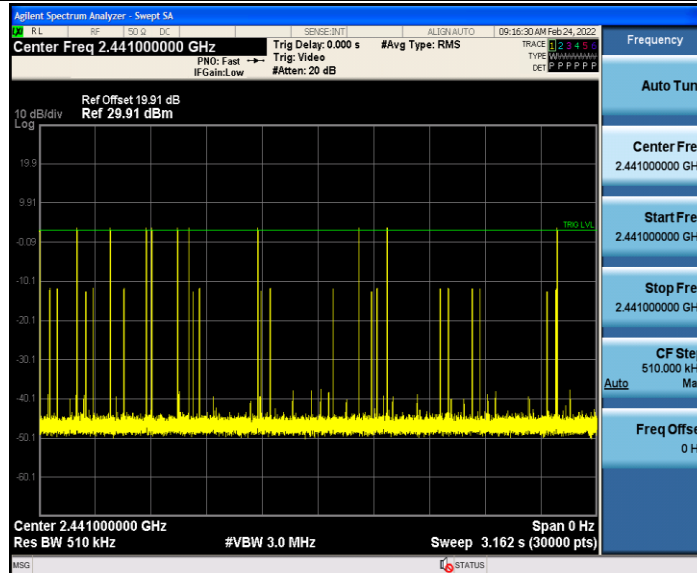 Agilent Spectrum Analyzer - Swept SA
RL RF 50 Ω DC SENSE:INT ALIGN AUTO 09:16:30 AM Feb 24, 2022
Center Freq 2.441000000 GHz
PNO: Fast
IFGain:Low
Trig Delay: 0.000 s
Trig: Video
#Atten: 20 dB
#Avg Type: RMS
TRACE 1 2 3 4 5 6
TYPE
DET P P P P P P
Frequency
Ref Offset 19.91 dB
10 dB/div Ref 29.91 dBm
Log
19.9
9.91
TRIG LVL
-0.09
-10.1
-20.1
-30.1
-40.1
-50.1
-60.1
Center 2.441000000 GHz Span 0 Hz
Res BW 510 kHz #VBW 3.0 MHz Sweep 3.162 s (30000 pts)
MSG STATUS
Auto Tun
Center Fre
2.441000000 GH
Start Fre
2.441000000 GH
Stop Fre
2.441000000 GH
CF Ste
510.000 kH
Auto Ma
Freq Offse
0 H